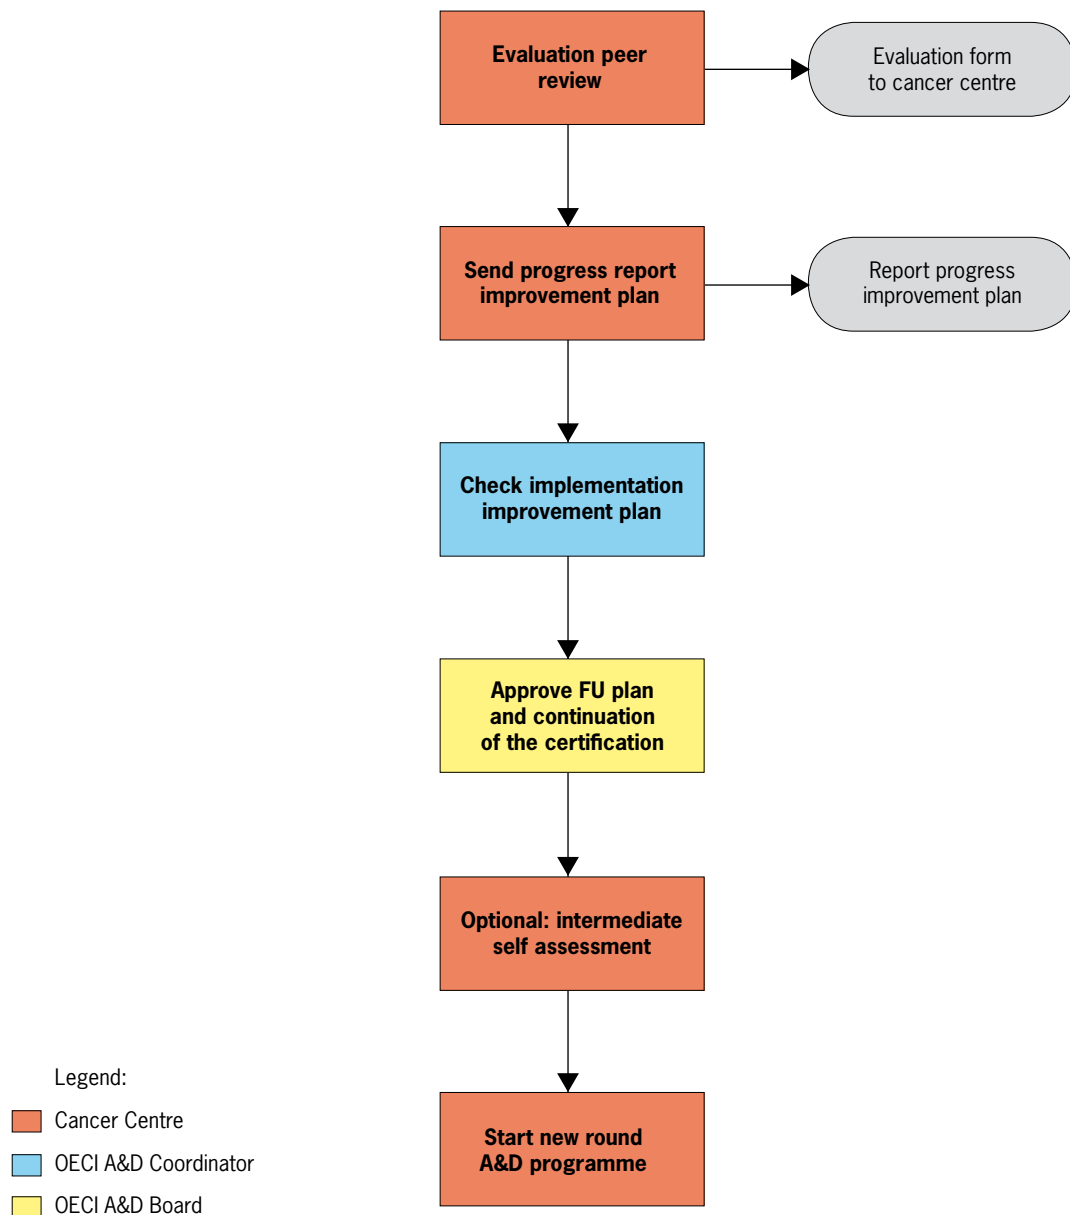 Evaluation peer
review
Evaluation form
to cancer centre
Send progress report
improvement plan
Report progress
improvement plan
Check implementation
improvement plan
Approve FU plan
and continuation
of the certification
Optional: intermediate
self assessment
Start new round
A&D programme
Legend:
Cancer Centre
OECI A&D Coordinator
OECI A&D Board